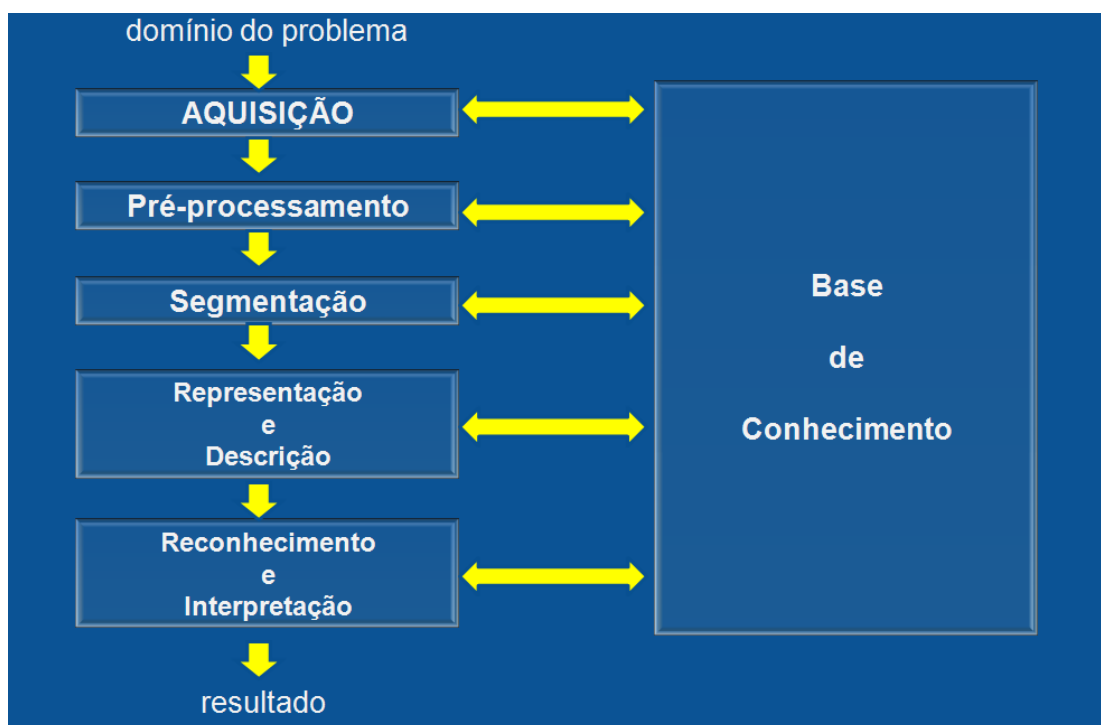 domínio do problema
AQUISIÇÃO
Pré-processamento
Segmentação
Representação
e
Descrição
Reconhecimento
e
Interpretação
resultado
Base
de
Conhecimento